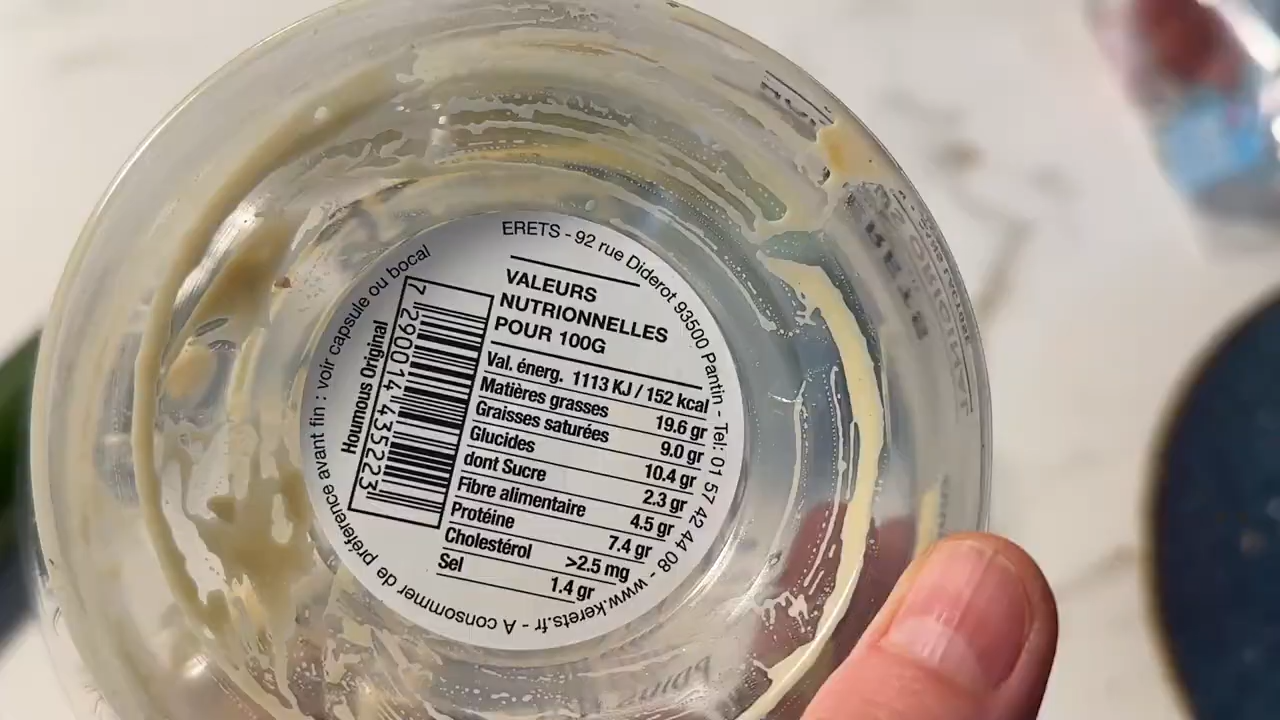 ERETS - 92 rue Diderot 93500 Pantin - Tel: 01 57 42 44 08 - www.kerets.fr - A consommer de préférence avant fin : voir capsule ou bocal
Houmous Original
7 290014 435223
VALEURS
NUTRIONNELLES
POUR 100G
Val. énerg. 1113 KJ / 152 kcal
Matières grasses 19.6 gr
Graisses saturées 9.0 gr
Glucides 10.4 gr
dont Sucre 2.3 gr
Fibre alimentaire 4.5 gr
Protéine 7.4 gr
Cholestérol >2.5 mg
Sel 1.4 gr